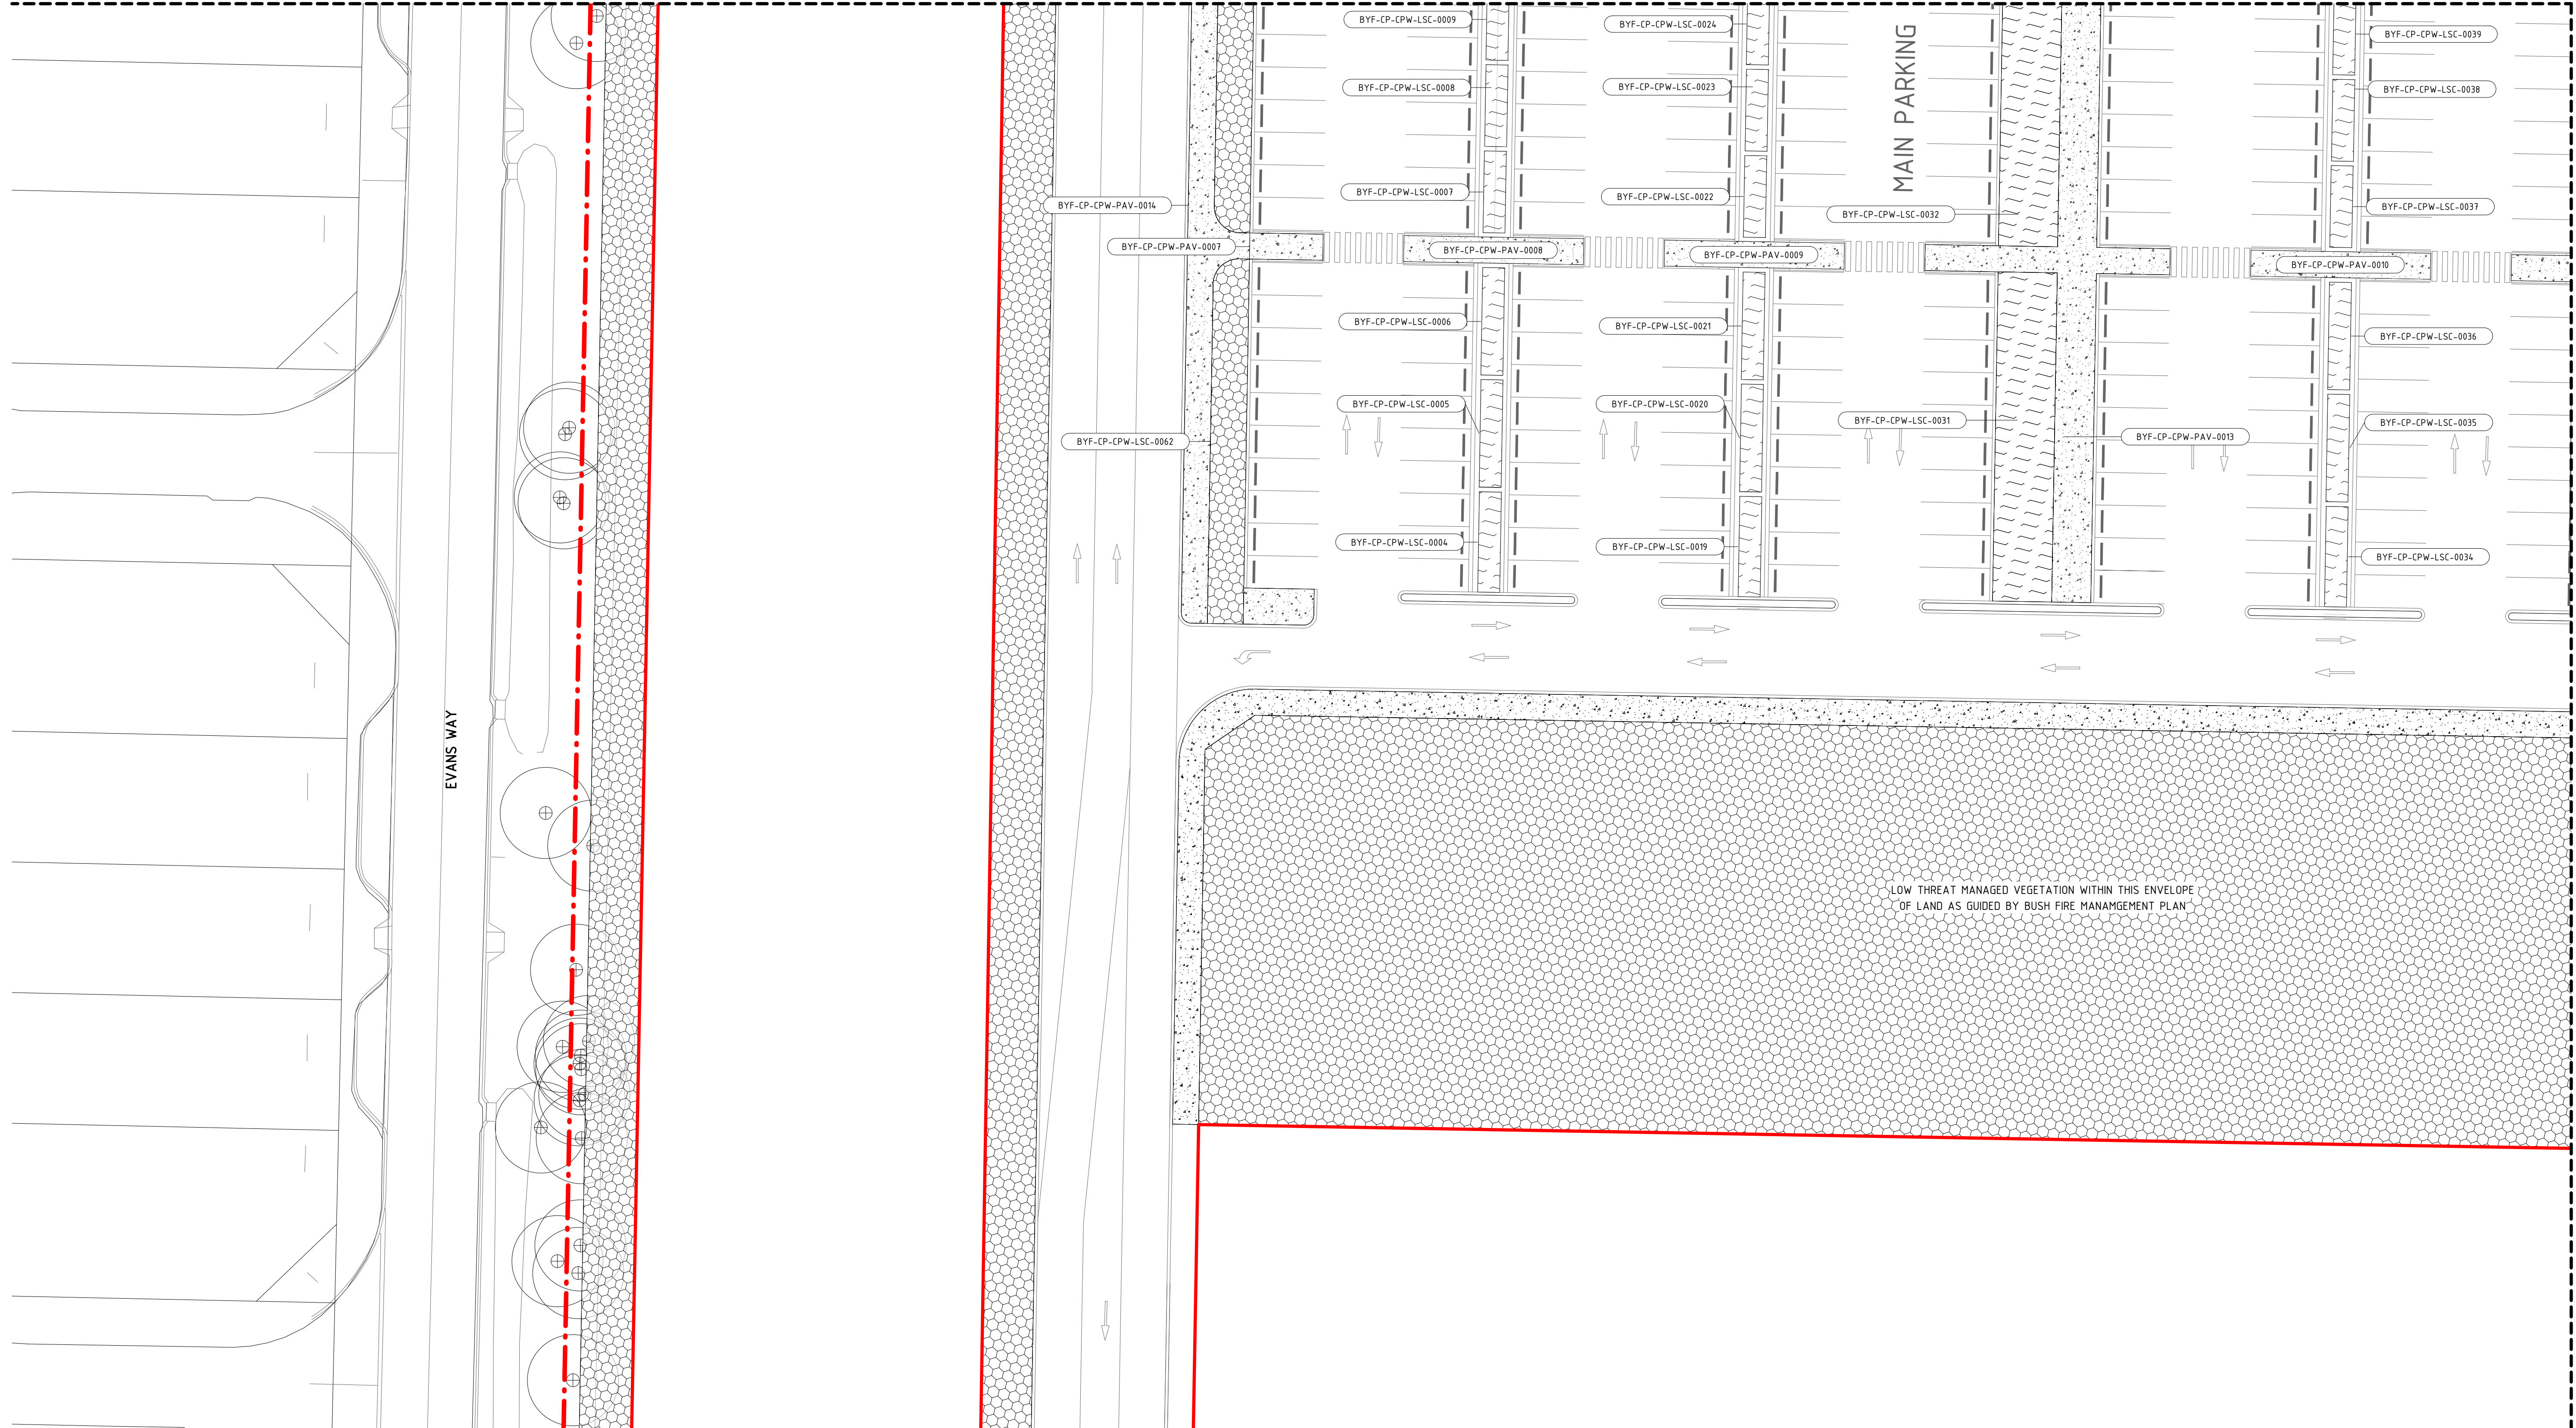 BYF-CP-CPW-LSC-0009
BYF-CP-CPW-LSC-0024
BYF-CP-CPW-LSC-0039
MAIN PARKING
BYF-CP-CPW-LSC-0008
BYF-CP-CPW-LSC-0023
BYF-CP-CPW-LSC-0038
BYF-CP-CPW-LSC-0007
BYF-CP-CPW-LSC-0022
BYF-CP-CPW-PAV-0014
BYF-CP-CPW-LSC-0032
BYF-CP-CPW-LSC-0037
BYF-CP-CPW-PAV-0007
BYF-CP-CPW-PAV-0008
BYF-CP-CPW-PAV-0009
BYF-CP-CPW-PAV-0010
BYF-CP-CPW-LSC-0006
BYF-CP-CPW-LSC-0021
BYF-CP-CPW-LSC-0036
BYF-CP-CPW-LSC-0005
BYF-CP-CPW-LSC-0020
BYF-CP-CPW-LSC-0031
BYF-CP-CPW-LSC-0035
BYF-CP-CPW-LSC-0062
BYF-CP-CPW-PAV-0013
BYF-CP-CPW-LSC-0004
BYF-CP-CPW-LSC-0019
BYF-CP-CPW-LSC-0034
EVANS WAY
LOW THREAT MANAGED VEGETATION WITHIN THIS ENVELOPE
OF LAND AS GUIDED BY BUSH FIRE MANAMGEMENT PLAN